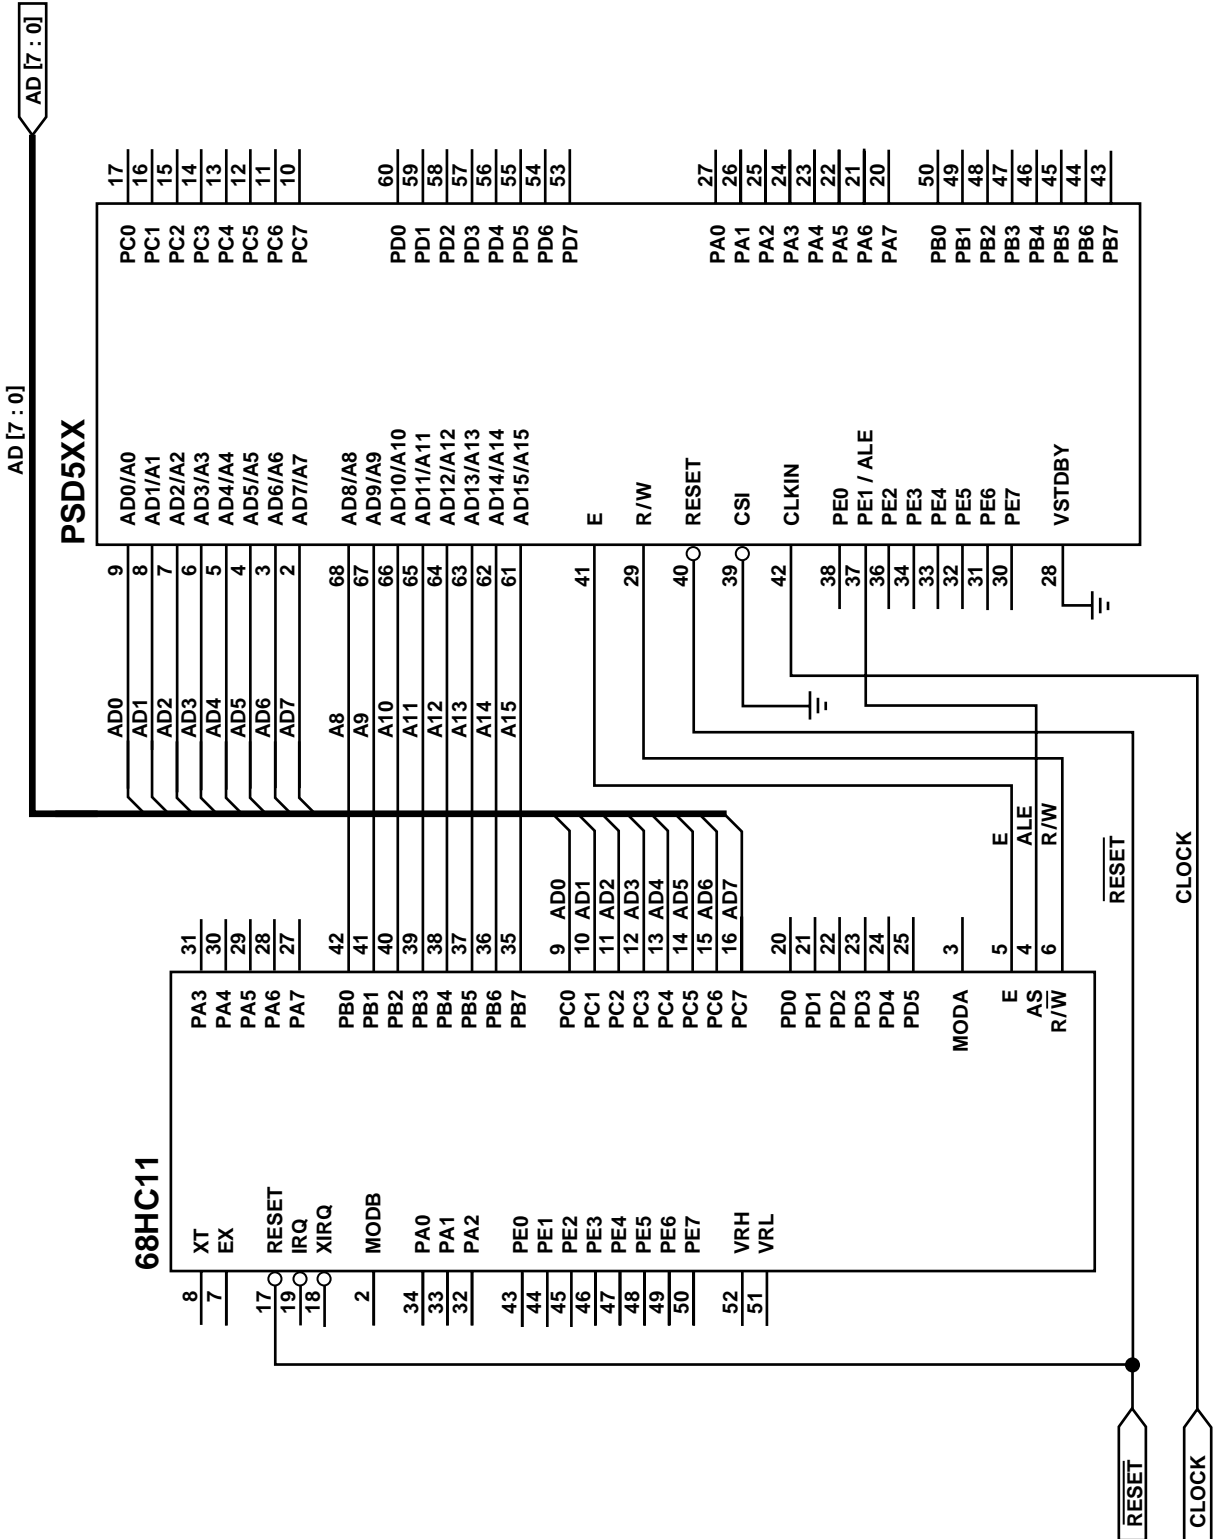 AD [7 : 0]
AD [7 : 0]
PSD5XX
9 AD0/A0
8 AD1/A1
7 AD2/A2
6 AD3/A3
5 AD4/A4
4 AD5/A5
3 AD6/A6
2 AD7/A7
68 AD8/A8
67 AD9/A9
66 AD10/A10
65 AD11/A11
64 AD12/A12
63 AD13/A13
62 AD14/A14
61 AD15/A15
41 E
29 R/W
40 RESET
39 CSI
42 CLKIN
38 PE0
37 PE1 / ALE
36 PE2
34 PE3
33 PE4
32 PE5
31 PE6
30 PE7
28 VSTDBY
PC0 17
PC1 16
PC2 15
PC3 14
PC4 13
PC5 12
PC6 11
PC7 10
PD0 60
PD1 59
PD2 58
PD3 57
PD4 56
PD5 55
PD6 54
PD7 53
PA0 27
PA1 26
PA2 25
PA3 24
PA4 23
PA5 22
PA6 21
PA7 20
PB0 50
PB1 49
PB2 48
PB3 47
PB4 46
PB5 45
PB6 44
PB7 43
AD0
AD1
AD2
AD3
AD4
AD5
AD6
AD7
A8
A9
A10
A11
A12
A13
A14
A15
68HC11
8 XT
7 EX
17 RESET
19 IRQ
18 XIRQ
2 MODB
34 PA0
33 PA1
32 PA2
43 PE0
44 PE1
45 PE2
46 PE3
47 PE4
48 PE5
49 PE6
50 PE7
52 VRH
51 VRL
PA3 31
PA4 30
PA5 29
PA6 28
PA7 27
PB0 42
PB1 41
PB2 40
PB3 39
PB4 38
PB5 37
PB6 36
PB7 35
PC0 9 AD0
PC1 10 AD1
PC2 11 AD2
PC3 12 AD3
PC4 13 AD4
PC5 14 AD5
PC6 15 AD6
PC7 16 AD7
PD0 20
PD1 21
PD2 22
PD3 23
PD4 24
PD5 25
MODA 3
E 5 E
AS 4 ALE
R/W̅ 6 R/W
R̅E̅S̅E̅T̅
CLOCK
R̅E̅S̅E̅T̅
CLOCK